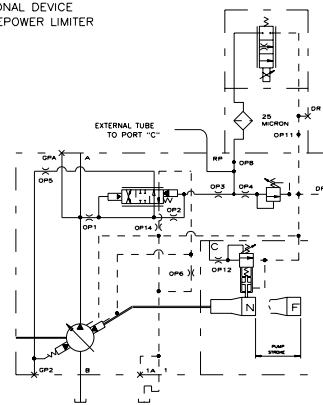 ONAL DEVICE
EPOWER LIMITER
EXTERNAL TUBE
TO PORT "C"
25
MICRON
DR
OP11
RP
OP8
GPA
A
OP5
OP3
OP4
DR
OP2
OP1
OP14
C
OP12
OP6
N
F
PUMP
STROKE
GP2
B
1A
1